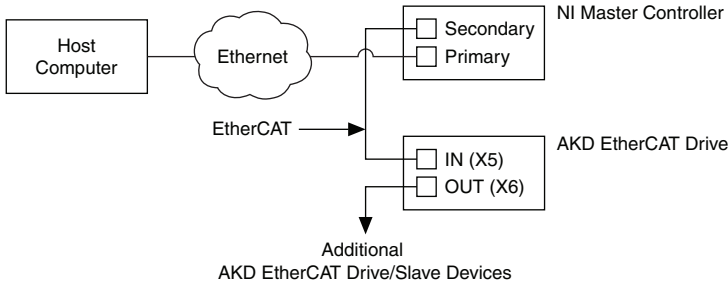 Host
Computer
Ethernet
NI Master Controller
Secondary
Primary
EtherCAT
AKD EtherCAT Drive
IN (X5)
OUT (X6)
Additional
AKD EtherCAT Drive/Slave Devices